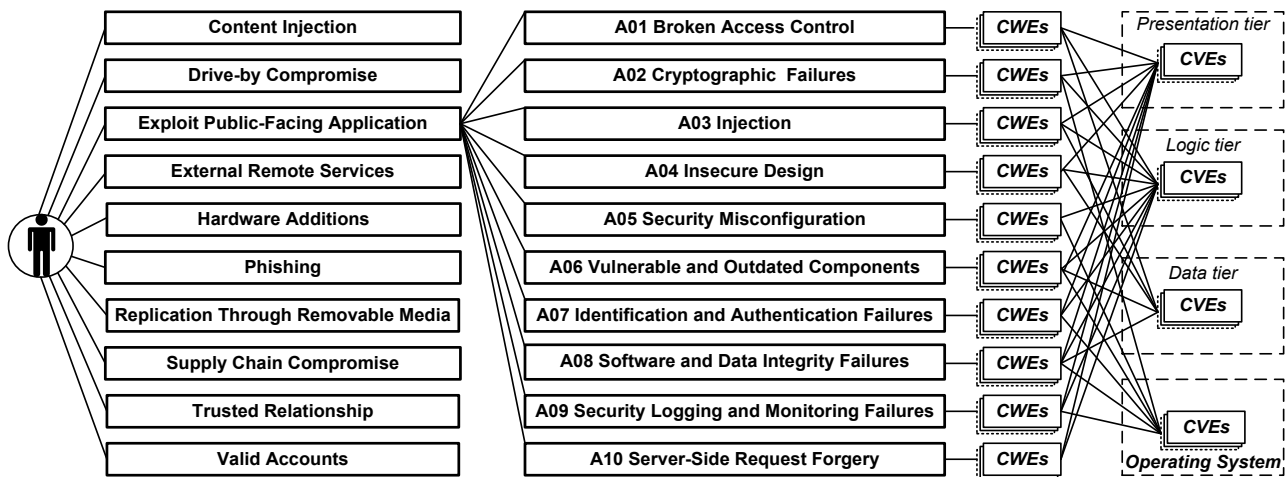 Content Injection
Drive-by Compromise
Exploit Public-Facing Application
External Remote Services
Hardware Additions
Phishing
Replication Through Removable Media
Supply Chain Compromise
Trusted Relationship
Valid Accounts
A01 Broken Access Control
A02 Cryptographic Failures
A03 Injection
A04 Insecure Design
A05 Security Misconfiguration
A06 Vulnerable and Outdated Components
A07 Identification and Authentication Failures
A08 Software and Data Integrity Failures
A09 Security Logging and Monitoring Failures
A10 Server-Side Request Forgery
CWEs
CWEs
CWEs
CWEs
CWEs
CWEs
CWEs
CWEs
CWEs
CWEs
Presentation tier
CVEs
Logic tier
CVEs
Data tier
CVEs
CVEs
Operating System